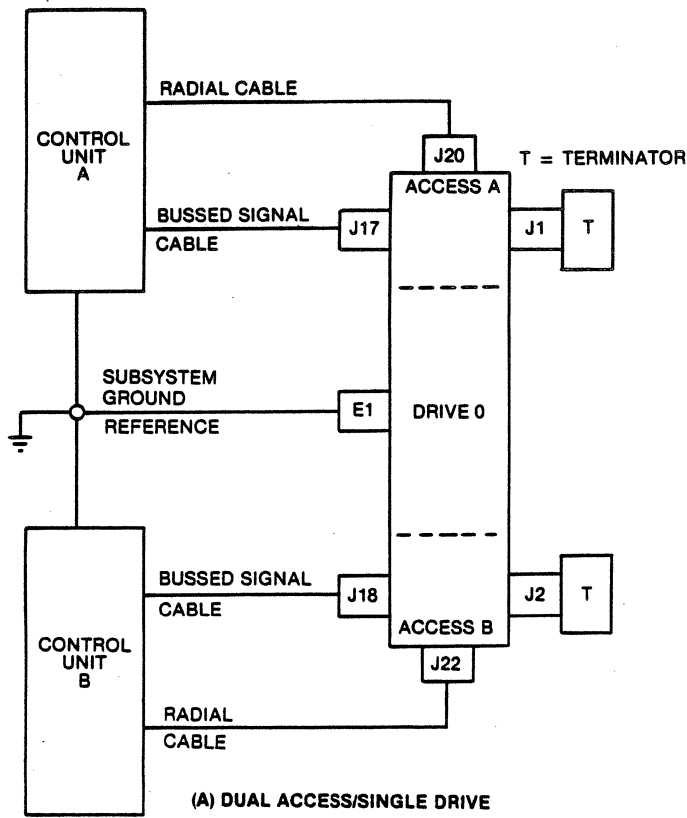 RADIAL CABLE
CONTROL
UNIT
A
J20
T = TERMINATOR
ACCESS A
BUSSED SIGNAL
CABLE
J17
J1
T
SUBSYSTEM
GROUND
REFERENCE
E1
DRIVE 0
BUSSED SIGNAL
CABLE
J18
J2
T
ACCESS B
CONTROL
UNIT
B
J22
RADIAL
CABLE
(A) DUAL ACCESS/SINGLE DRIVE